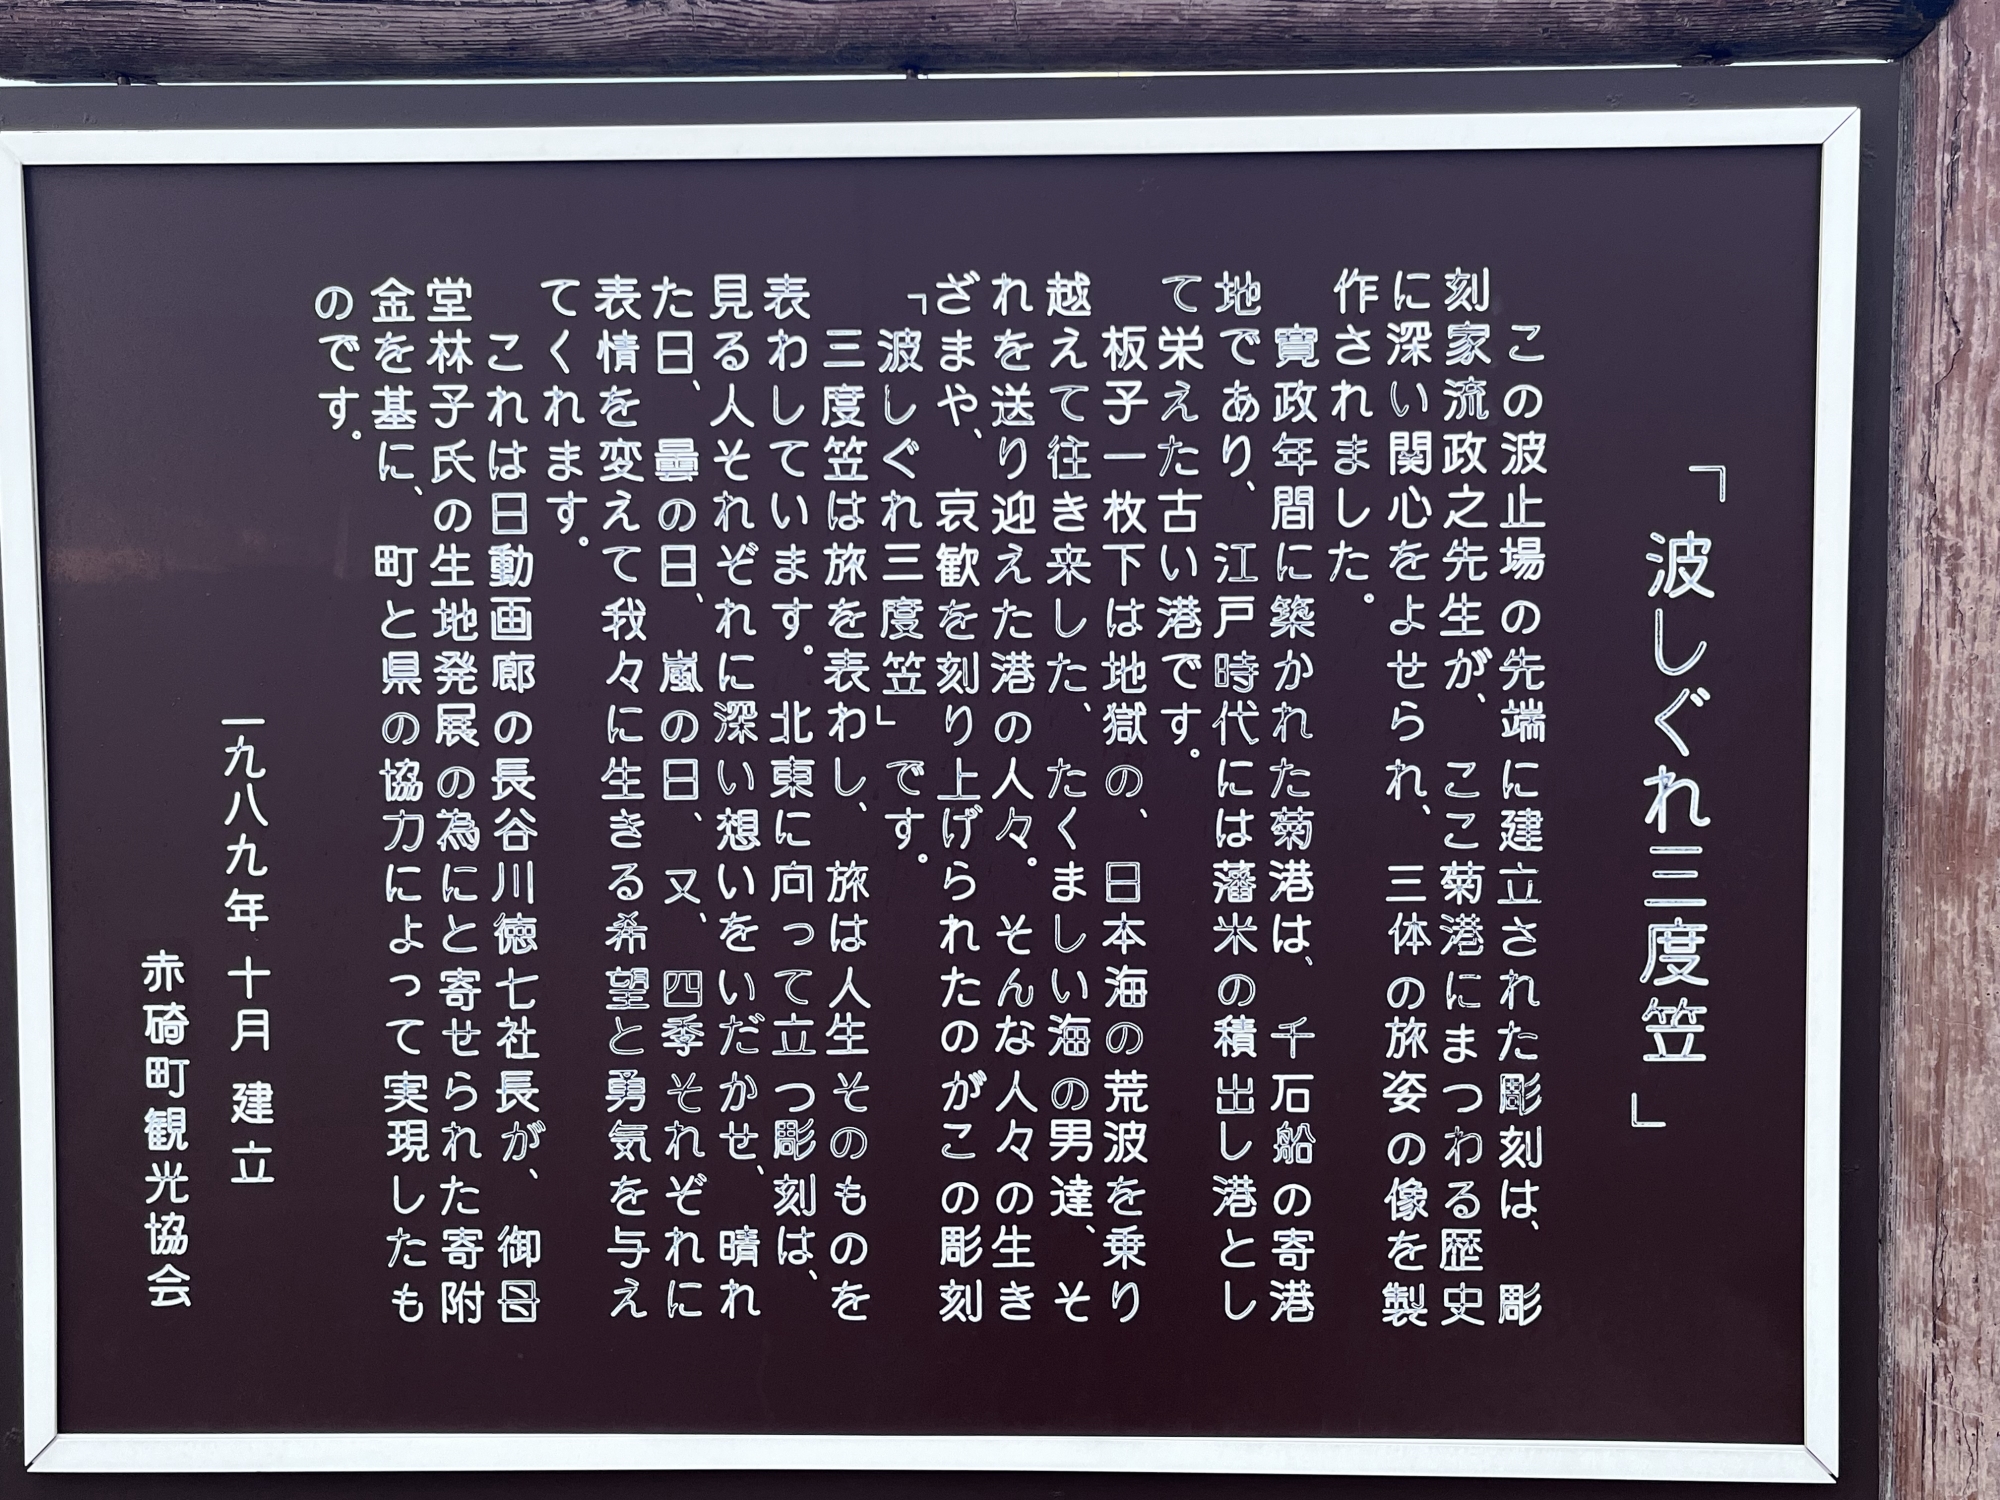 「波しぐれ三度笠」
この波止場の先端に建立された彫刻は、彫
刻家流政之先生が、ここ菊港にまつわる歴史
に深い関心をよせられ、三体の旅姿の像を製
作されました。
寛政年間に築かれた菊港は、千石船の寄港
地であり、江戸時代には藩米の積出し港とし
て栄えた古い港です。
板子一枚下は地獄の、日本海の荒波を乗り
越えて往き来した、たくましい海の男達、そ
れを送り迎えた港の人々。そんな人々の生き
ざまや、哀歓を刻り上げられたのがこの彫刻
「波しぐれ三度笠」です。
三度笠は旅を表わし、旅は人生そのものを
表わしています。北東に向って立つ彫刻は、
見る人それぞれに深い想いをいだかせ、晴れ
た日、曇の日、嵐の日、又、四季それぞれに
表情を変えて我々に生きる希望と勇気を与え
てくれます。
これは日動画廊の長谷川徳七社長が、御母
堂林子氏の生地発展の為にと寄せられた寄附
金を基に、町と県の協力によって実現したも
のです。
一九八九年十月 建立
赤碕町観光協会